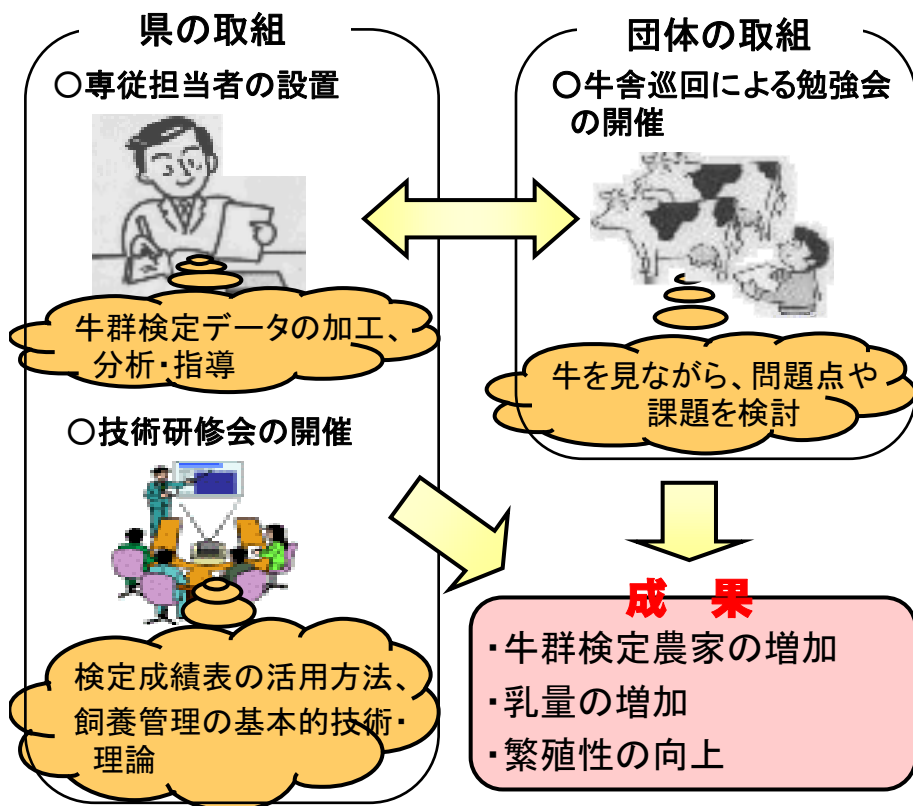 県の取組
○専従担当者の設置
牛群検定データの加工、
分析・指導
○技術研修会の開催
検定成績表の活用方法、
飼養管理の基本的技術・
理論
団体の取組
○牛舎巡回による勉強会
の開催
牛を見ながら、問題点や
課題を検討
成 果
・牛群検定農家の増加
・乳量の増加
・繁殖性の向上